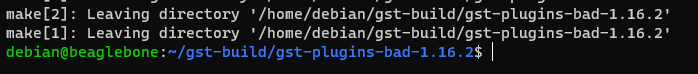 make[2]: Leaving directory '/home/debian/gst-build/gst-plugins-bad-1.16.2'
make[1]: Leaving directory '/home/debian/gst-build/gst-plugins-bad-1.16.2'
debian@beaglebone:~/gst-build/gst-plugins-bad-1.16.2$